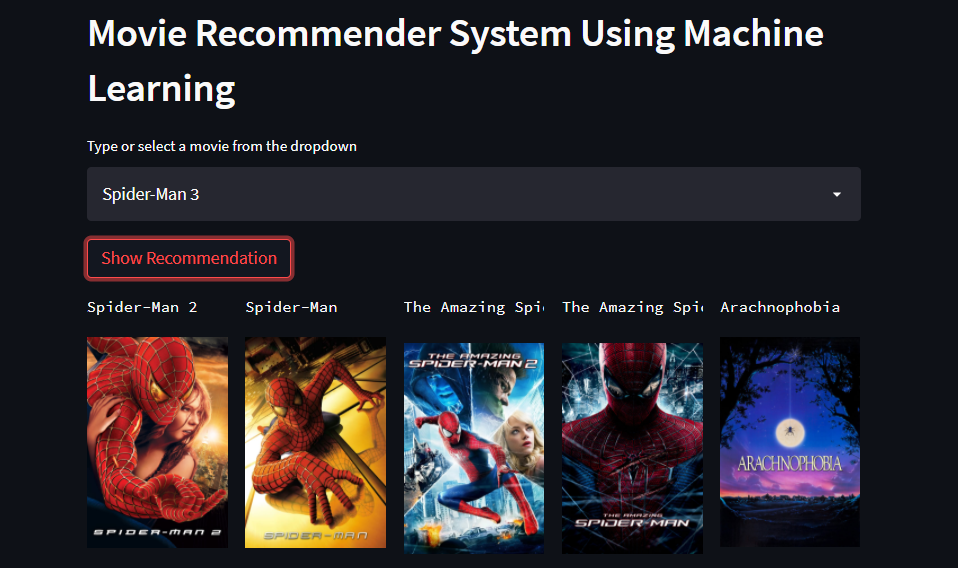 Movie Recommender System Using Machine
Learning
Type or select a movie from the dropdown
Spider-Man 3
Show Recommendation
Spider-Man 2
Spider-Man
The Amazing Spi
The Amazing Spi
Arachnophobia
SPIDER-MAN 2
SPIDER-MAN
THE AMAZING
SPIDER-MAN 2
THE AMAZING
SPIDER-MAN
ARACHNOPHOBIA